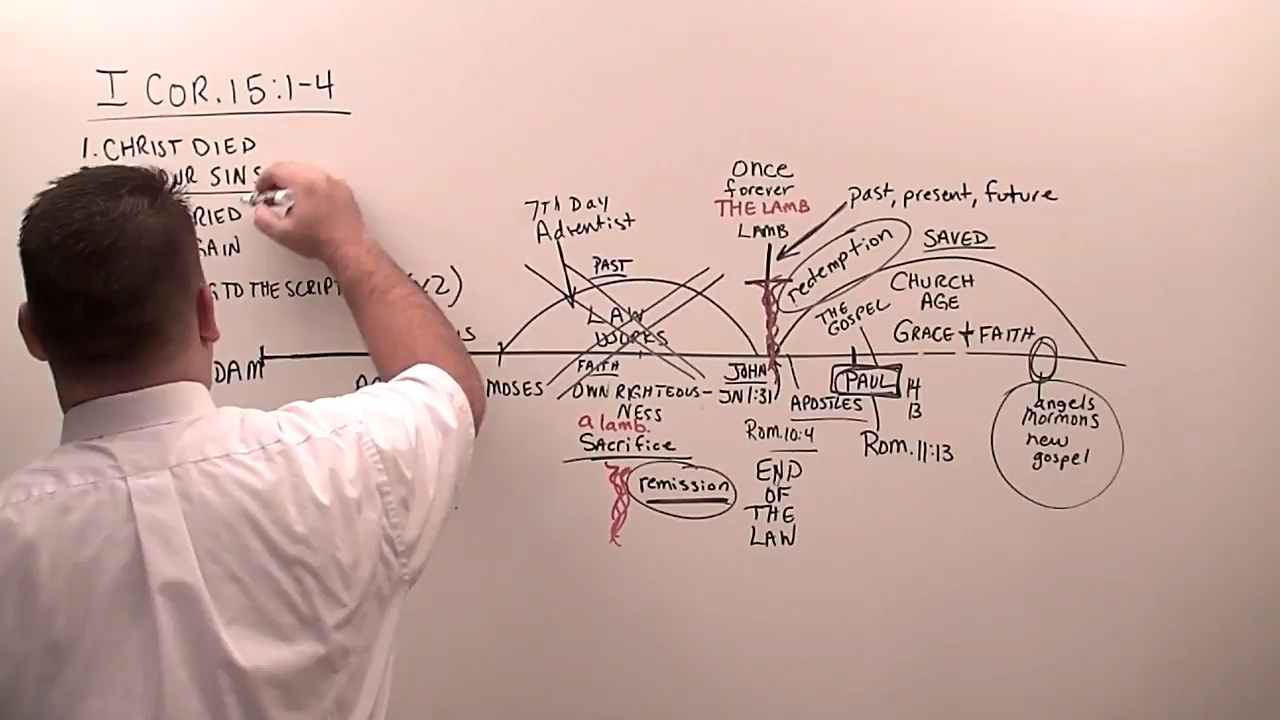 I COR. 15:1-4
1. CHRIST DIED
OUR SINS
TO THE SCRIPT
DAM
7TH Day
Adventist
PAST
LAW
WORKS
MOSES
FAITH
OWN RIGHTEOUS-
NESS
a lamb.
SAcrifice
remission
Once
forever
THE LAMB
LAMB
Past, present, future
redemption
SAVED
CHURCH
AGE
THE
GOSPEL
GRACE + FAITH
JOHN
JN 1:31
APOSTLES
PAUL
14
13
Rom. 10:4
Rom. 11:13
END
OF
THE
LAW
angels
Mormons
new
gospel